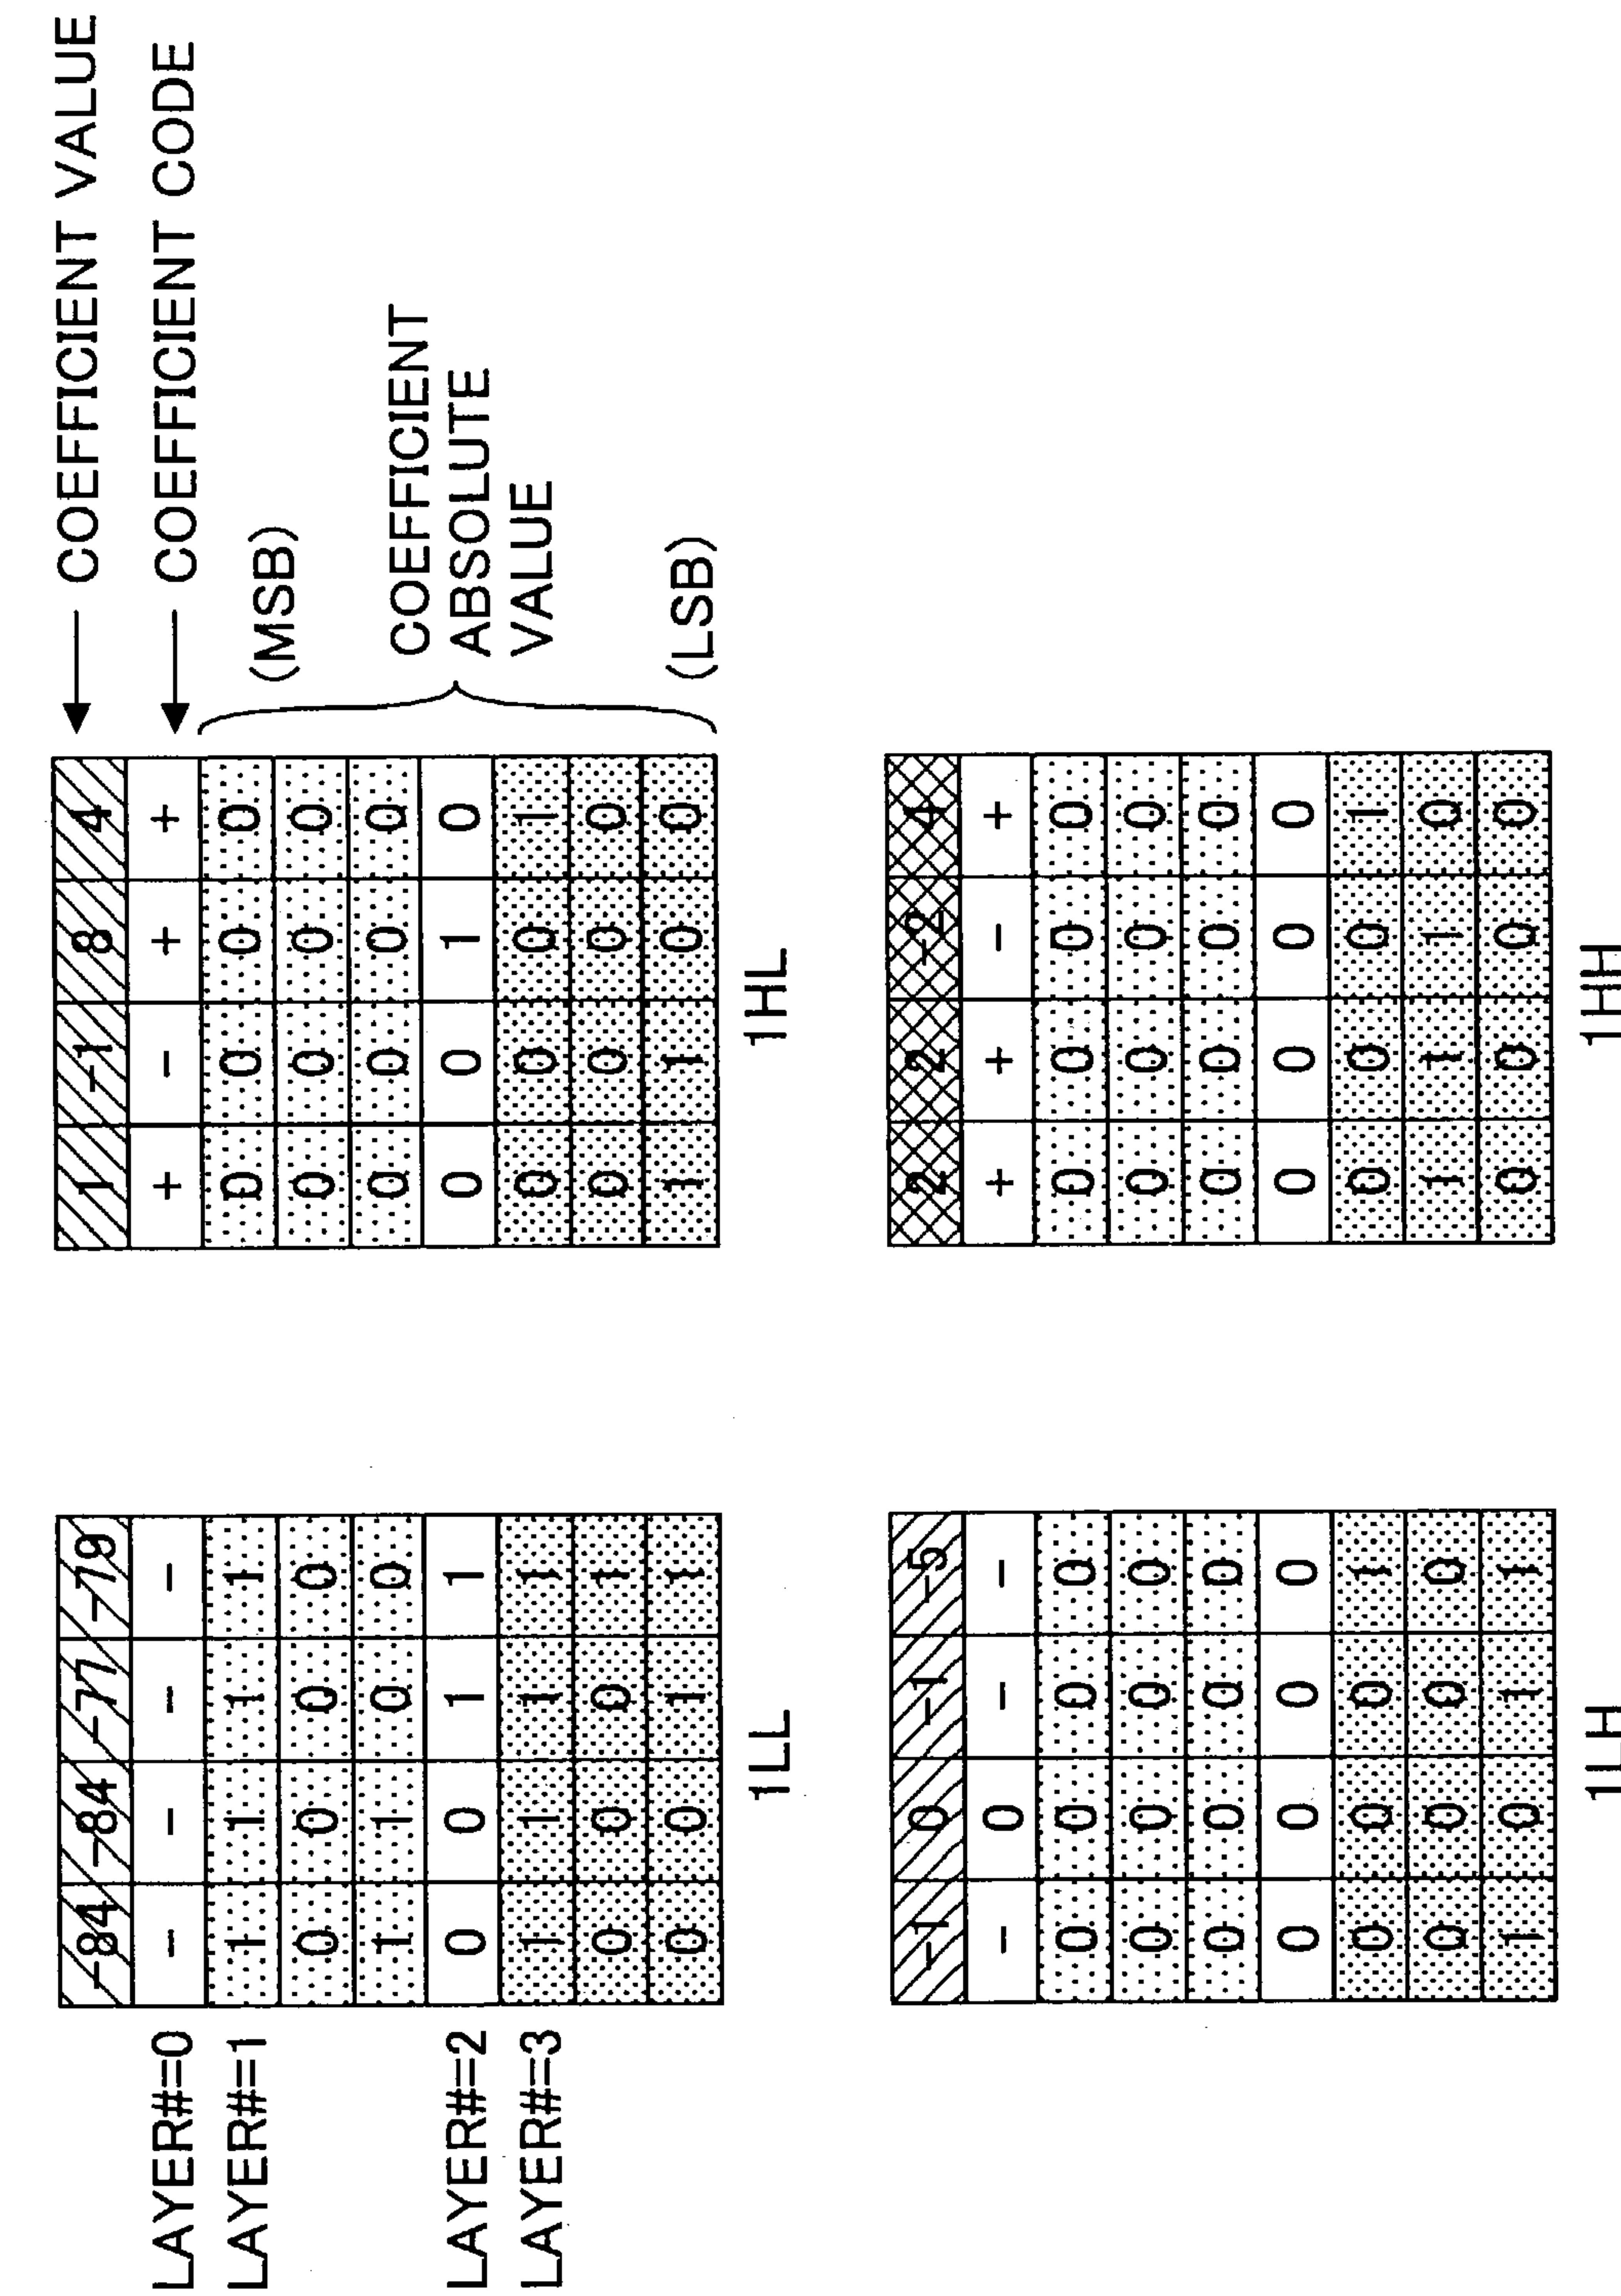 COEFFICIENT VALUE
COEFFICIENT CODE
(MSB)
COEFFICIENT
ABSOLUTE
VALUE
(LSB)
LAYER#=0
LAYER#=1
LAYER#=2
LAYER#=3
-84 -84 -77 -79
- - - -
1 1 1 1
0 0 0 0
1 1 0 0
0 0 1 1
1 1 1 1
0 0 0 1
0 0 1 1
1LL
1 -1 8 4
+ - + +
0 0 0 0
0 0 0 0
0 0 0 0
0 0 1 0
0 0 0 1
0 0 0 0
1 1 0 0
1HL
-1 0 -1 -5
- 0 - -
0 0 0 0
0 0 0 0
0 0 0 0
0 0 0 0
0 0 0 1
0 0 0 0
1 0 1 1
1LH
2 2 -2 4
+ + - +
0 0 0 0
0 0 0 0
0 0 0 0
0 0 0 0
0 0 0 1
1 1 1 0
0 0 0 0
1HH